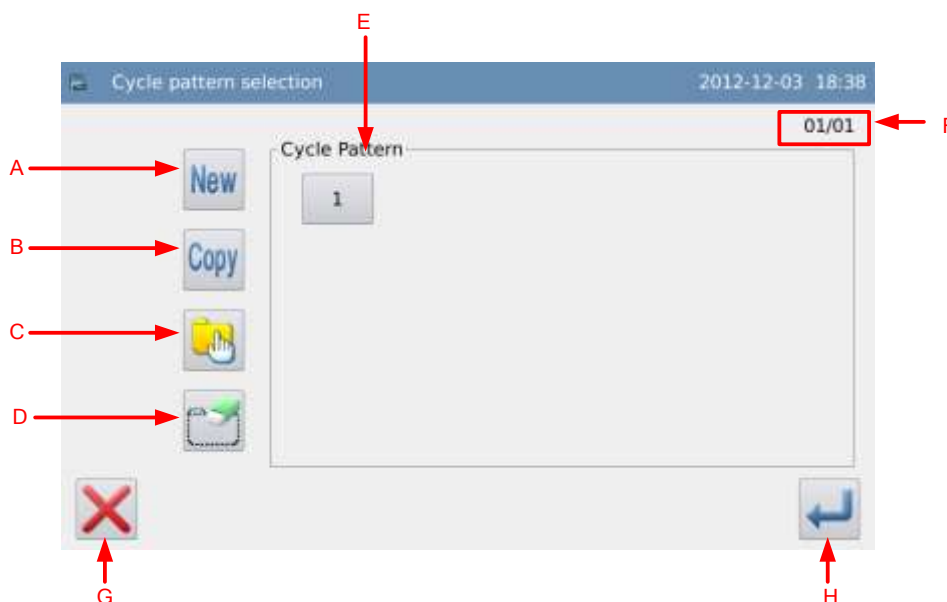 E
Cycle pattern selection 2012-12-03 18:38
01/01 F
Cycle Pattern
A New
1
B Copy
C
D
G H